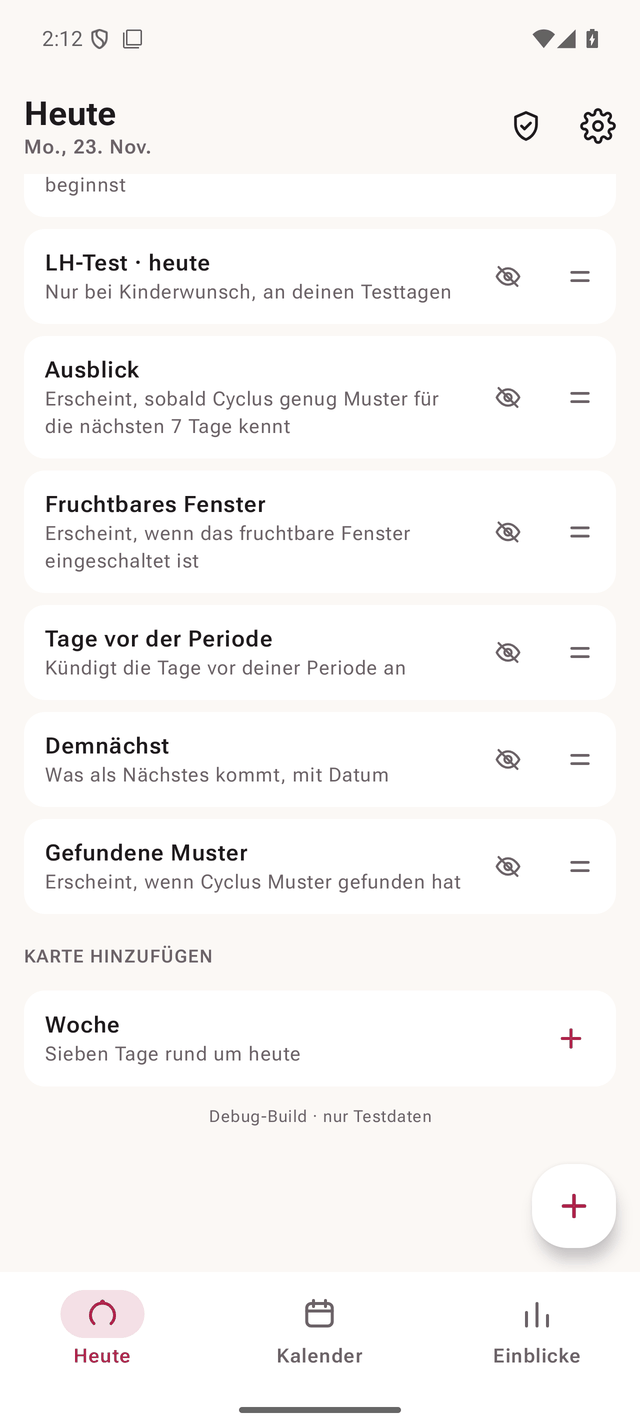 2:12
Heute
Mo., 23. Nov.
beginnst
LH-Test · heute
Nur bei Kinderwunsch, an deinen Testtagen
Ausblick
Erscheint, sobald Cyclus genug Muster für
die nächsten 7 Tage kennt
Fruchtbares Fenster
Erscheint, wenn das fruchtbare Fenster
eingeschaltet ist
Tage vor der Periode
Kündigt die Tage vor deiner Periode an
Demnächst
Was als Nächstes kommt, mit Datum
Gefundene Muster
Erscheint, wenn Cyclus Muster gefunden hat
KARTE HINZUFÜGEN
Woche
Sieben Tage rund um heute
Debug-Build · nur Testdaten
Heute
Kalender
Einblicke